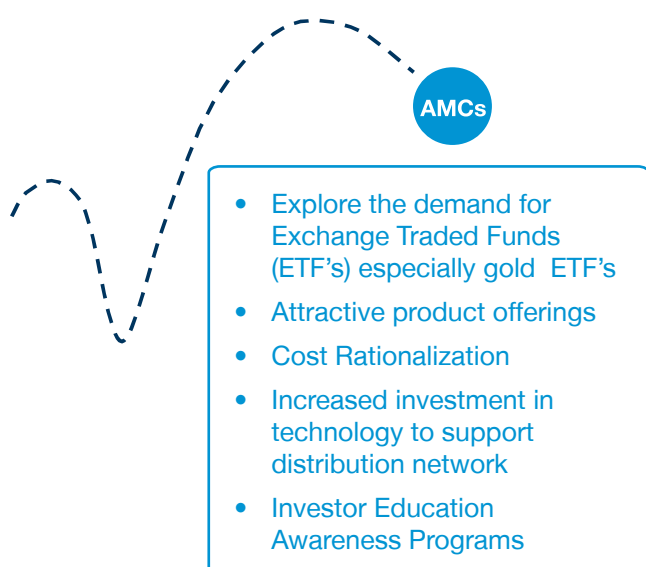 AMCs
• Explore the demand for
Exchange Traded Funds
(ETF's) especially gold  ETF's
• Attractive product offerings
• Cost Rationalization
• Increased investment in
technology to support
distribution network
• Investor Education
Awareness Programs